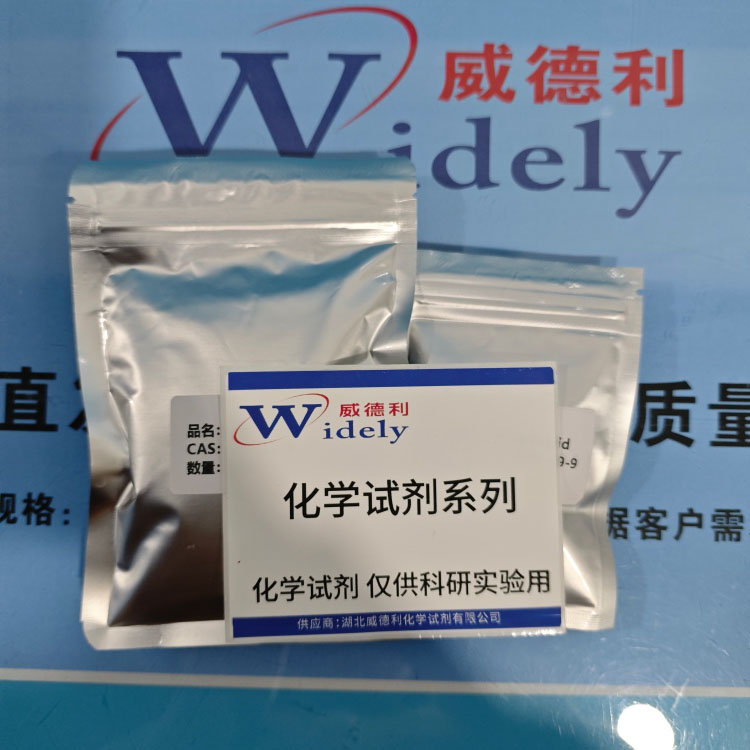 威德利
Widely
直
质量
规格:
据客户需
品名:
CAS:
数量:
9-9
威德利
Widely
化学试剂系列
化学试剂 仅供科研实验用
供应商:湖北威德利化学试剂有限公司